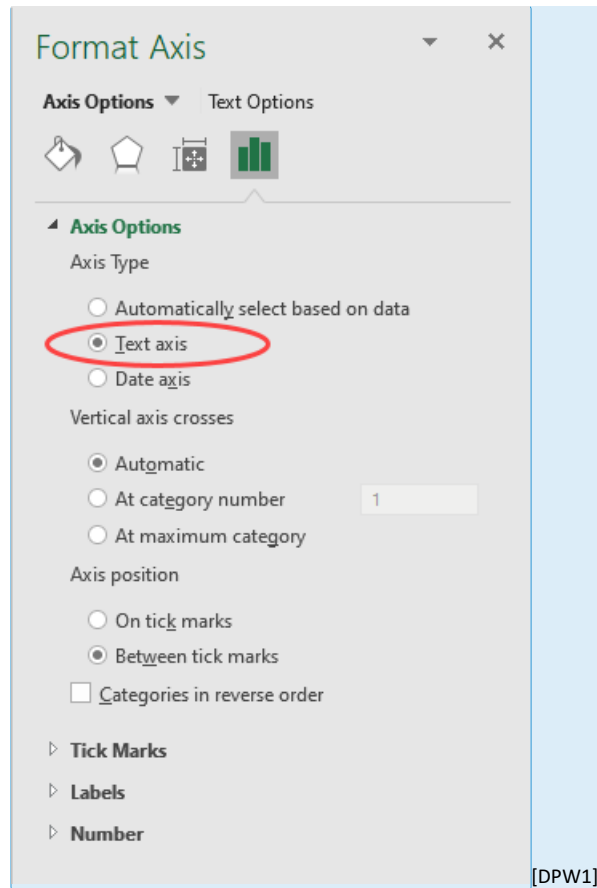 Format Axis
Axis Options Text Options
Axis Options
Axis Type
Automatically select based on data
Text axis
Date axis
Vertical axis crosses
Automatic
At category number 1
At maximum category
Axis position
On tick marks
Between tick marks
Categories in reverse order
Tick Marks
Labels
Number
[DPW1]